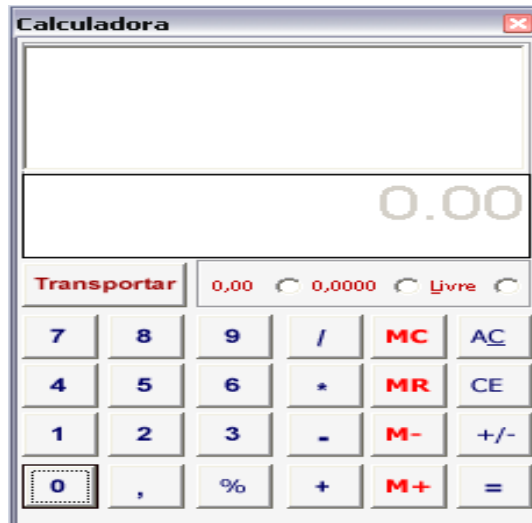 Calculadora
0.00
Transportar 0,00 0,0000 Livre
7 8 9 / MC AC
4 5 6 * MR CE
1 2 3 - M- +/-
0 , % + M+ =